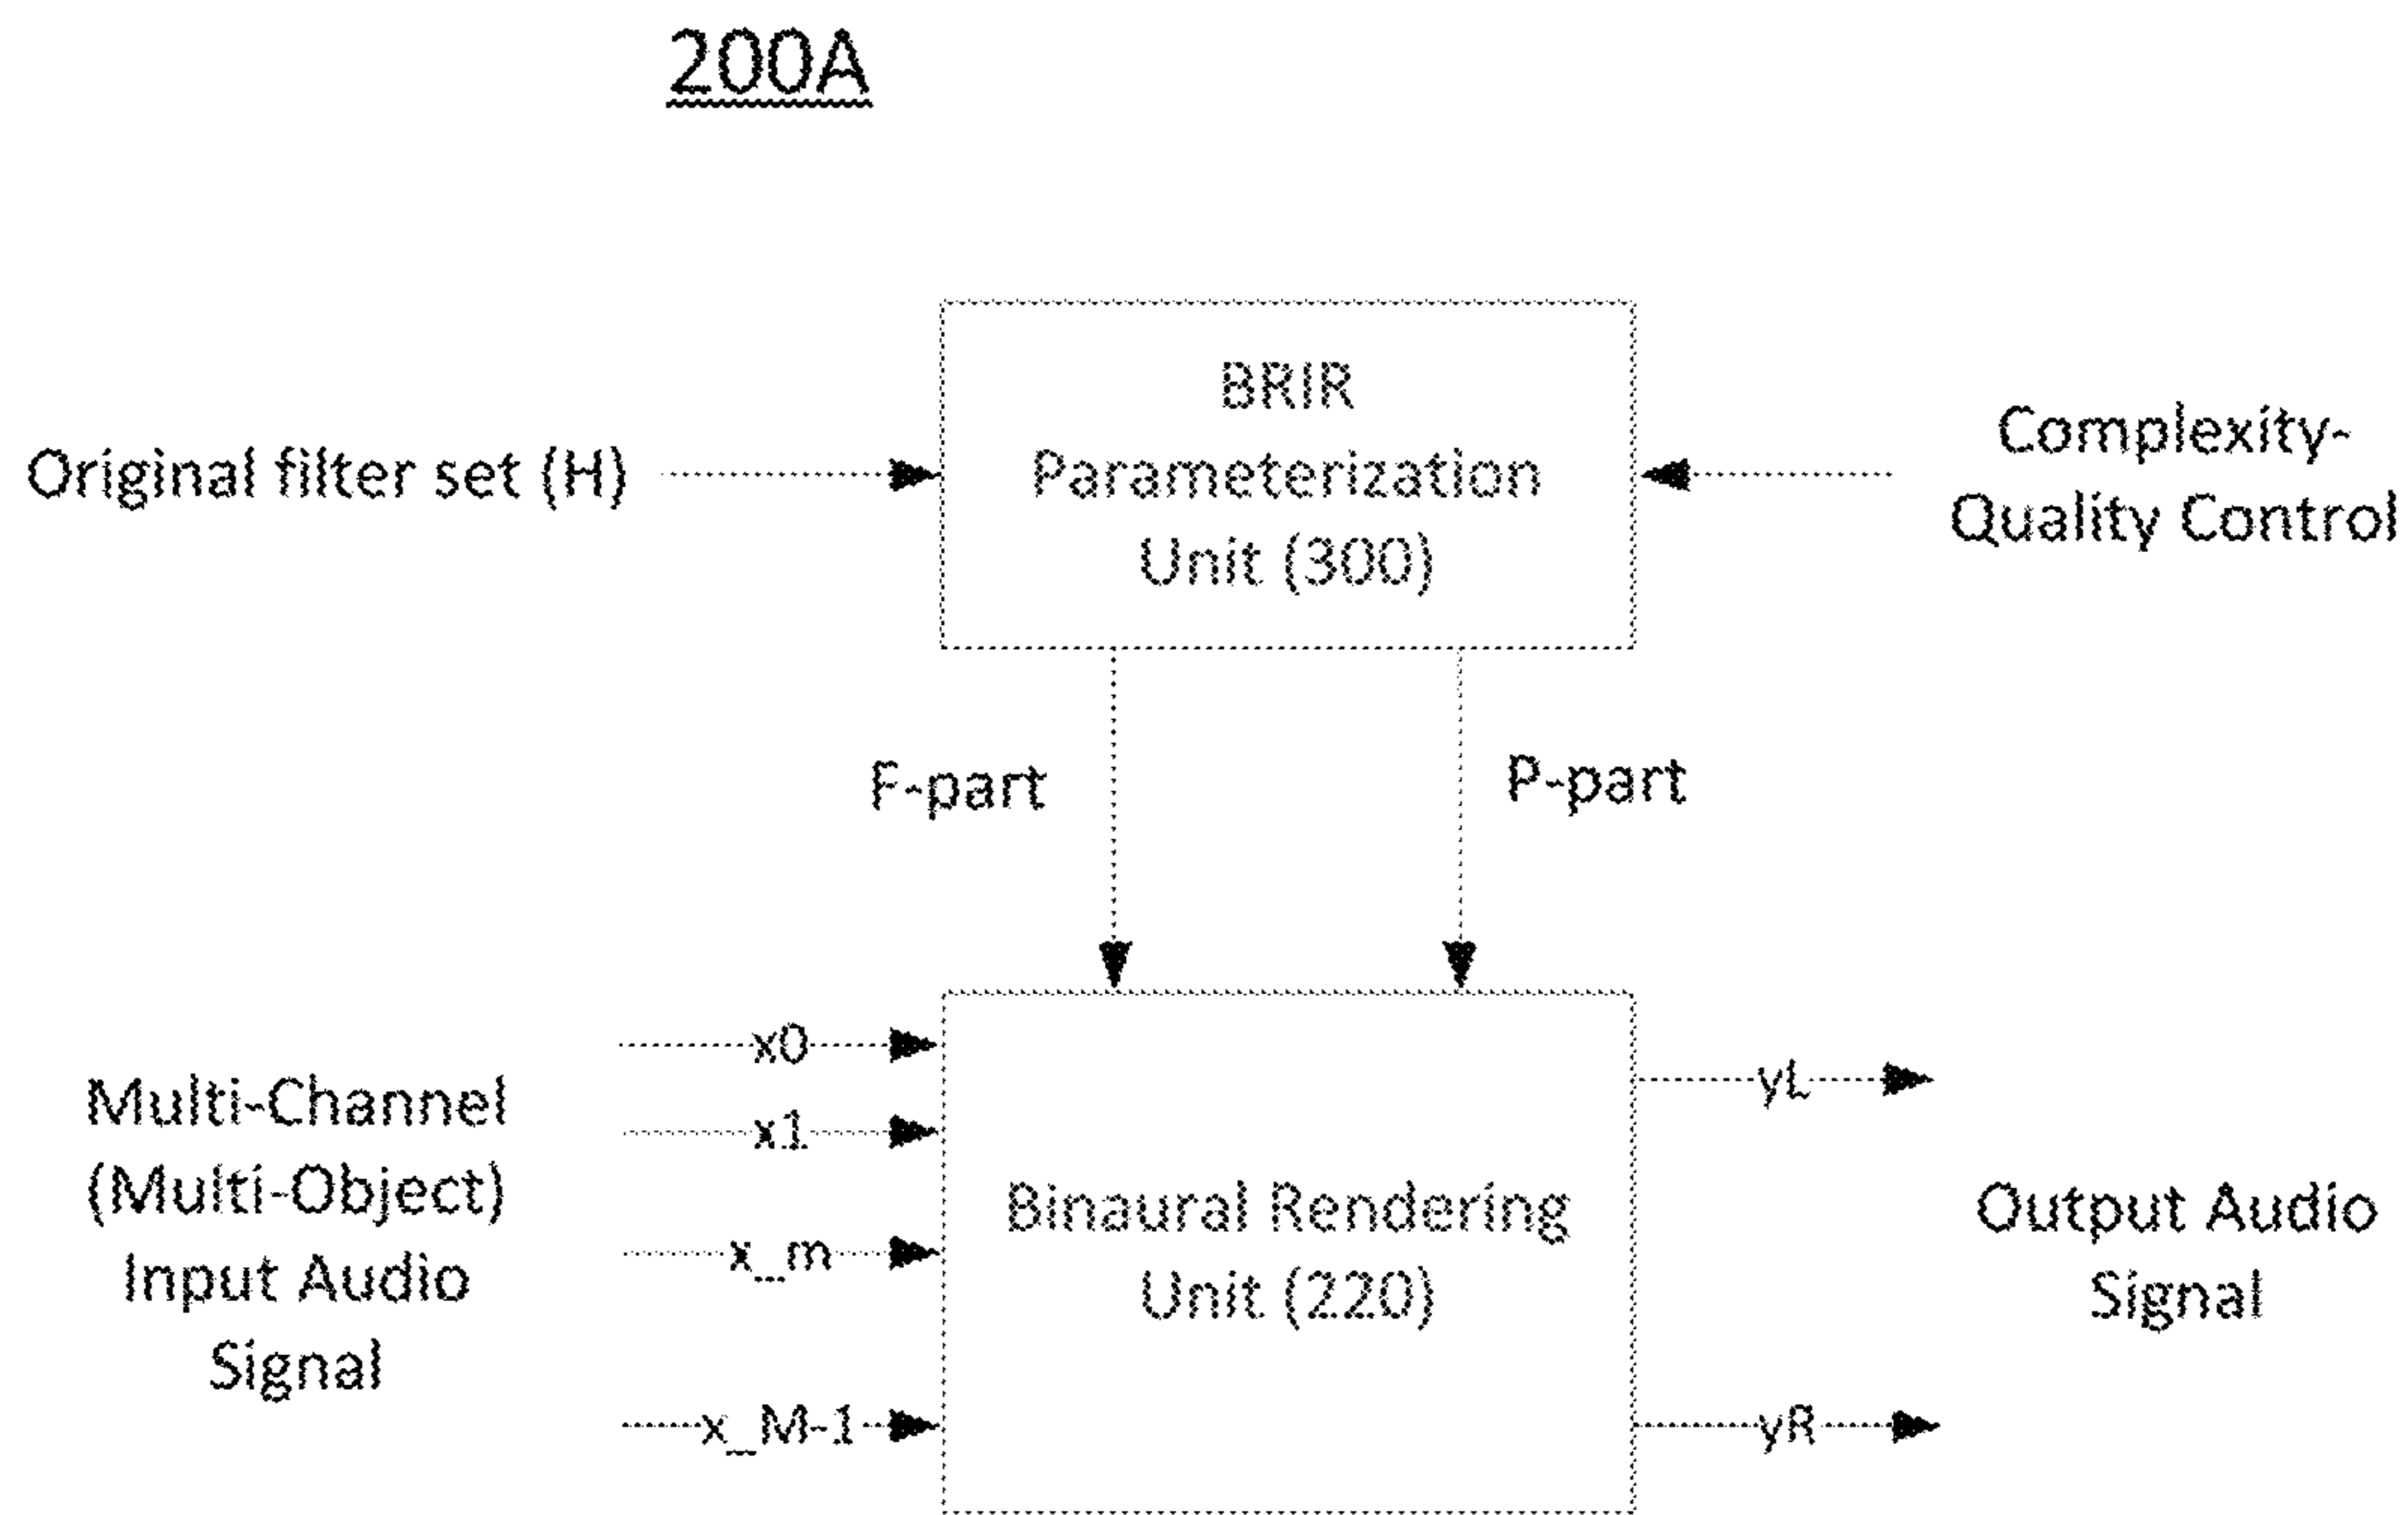 200A
BRIR
Parameterization
Unit (300)
Original filter set (H)
Complexity-
Quality Control
F-part
P-part
x0
x1
x_m
x_M-1
Multi-Channel
(Multi-Object)
Input Audio
Signal
Binaural Rendering
Unit (220)
yL
yR
Output Audio
Signal